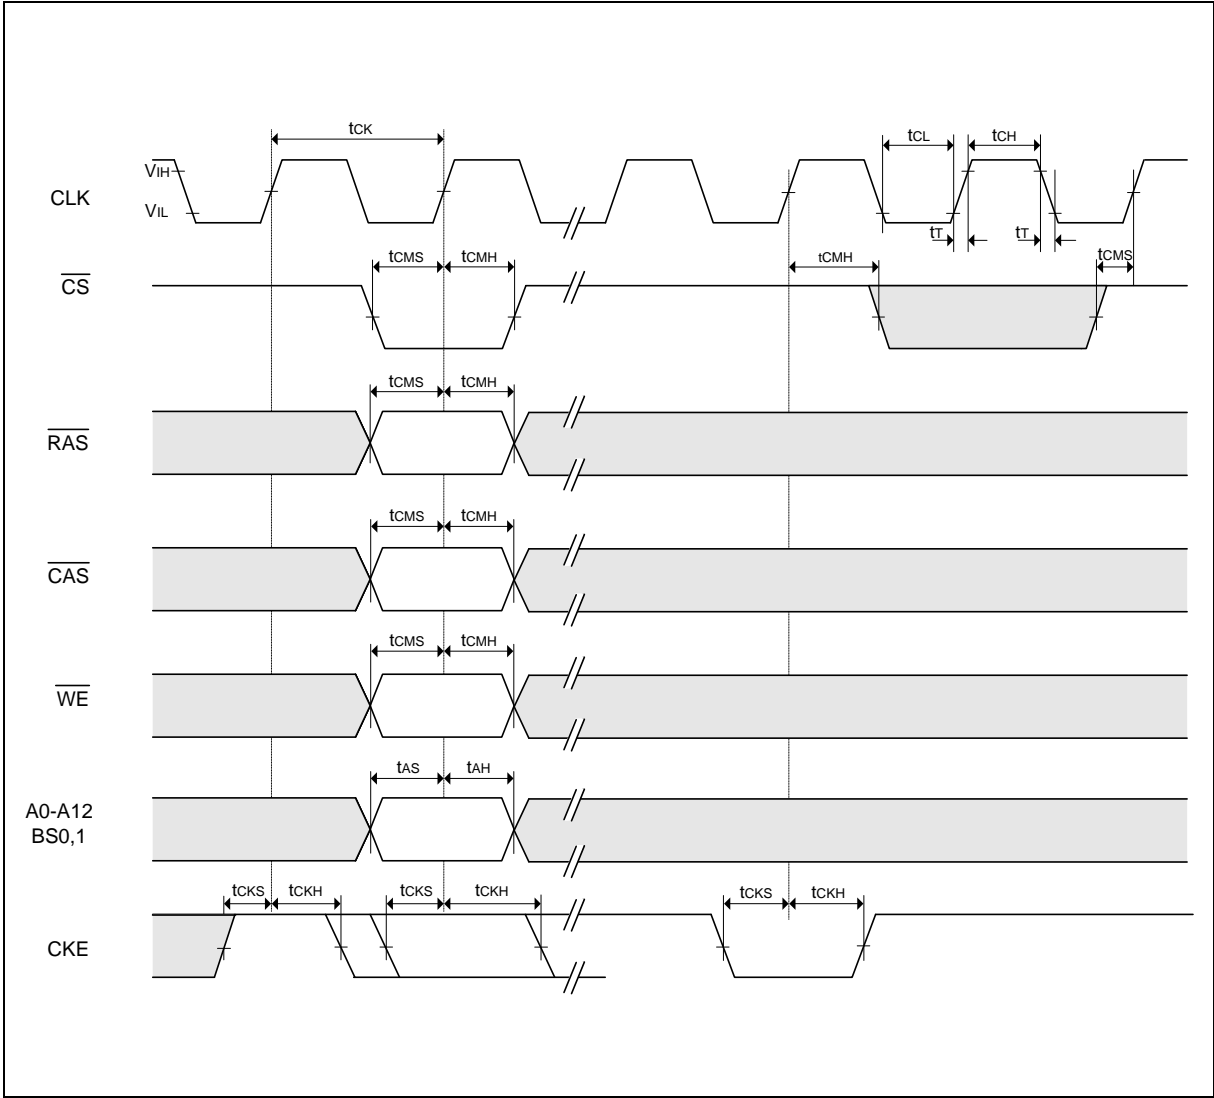 tCK
tCL tCH
VIH
CLK
VIL
tT tT
tCMS tCMH tCMH tCMS
CS
tCMS tCMH
RAS
tCMS tCMH
CAS
tCMS tCMH
WE
tAS tAH
A0-A12
BS0,1
tCKS tCKH tCKS tCKH tCKS tCKH
CKE